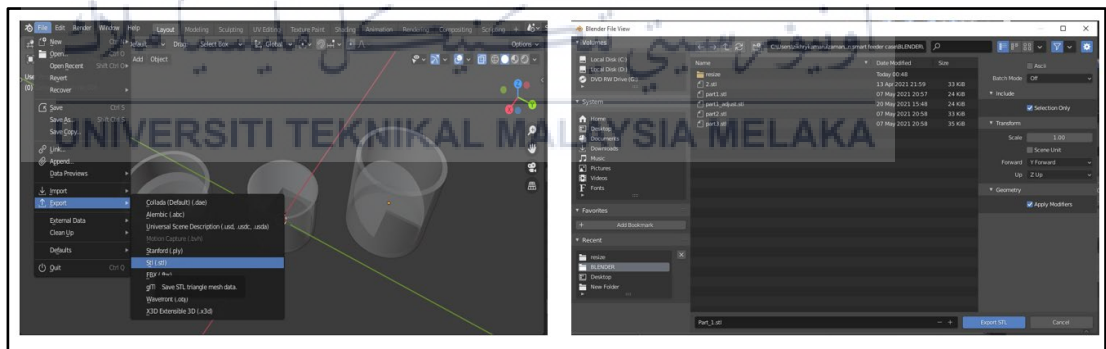 File Edit Render Window Help Layout Modeling Sculpting UV Editing Texture Paint Shading Animation Rendering Compositing
New Ctrl
Open...
Open Recent Shift Ctrl O
Revert
Recover
Save Ctrl S
Save As...
Save Copy...
Link...
Append...
Data Previews
Import
Export
External Data
Clean Up
Defaults
Quit Ctrl Q
Drag: Select Box Global Options
Add Object
Collada (Default) (.dae)
Alembic (.abc)
Universal Scene Description (.usd, .usdc, .usda)
Motion Capture (.bvh)
Stanford (.ply)
Stl (.stl)
Save STL triangle mesh data.
Wavefront (.obj)
X3D Extensible 3D (.x3d)
Blender File View
Volumes
Local Disk (C:)
Local Disk (D:)
DVD RW Drive (G:)
System
Home
Desktop
Documents
Downloads
Music
Pictures
Videos
Fonts
Favorites
Add Bookmark
Recent
resize
BLENDER
Desktop
New Folder
Name Date Modified Size
resize Today 00:48
2.stl 13 Apr 2021 21:59 33 KiB
part1.stl 07 May 2021 20:57 24 KiB
part1_adjust.stl 20 May 2021 15:48 24 KiB
part2.stl 07 May 2021 20:58 33 KiB
part3.stl 07 May 2021 20:58 35 KiB
Ascii
Batch Mode Off
Include
Selection Only
Transform
Scale 1.00
Scene Unit
Forward Y Forward
Up Z Up
Geometry
Apply Modifiers
Part_1.stl
Export STL Cancel
UNIVERSITI TEKNIKAL MALAYSIA MELAKA